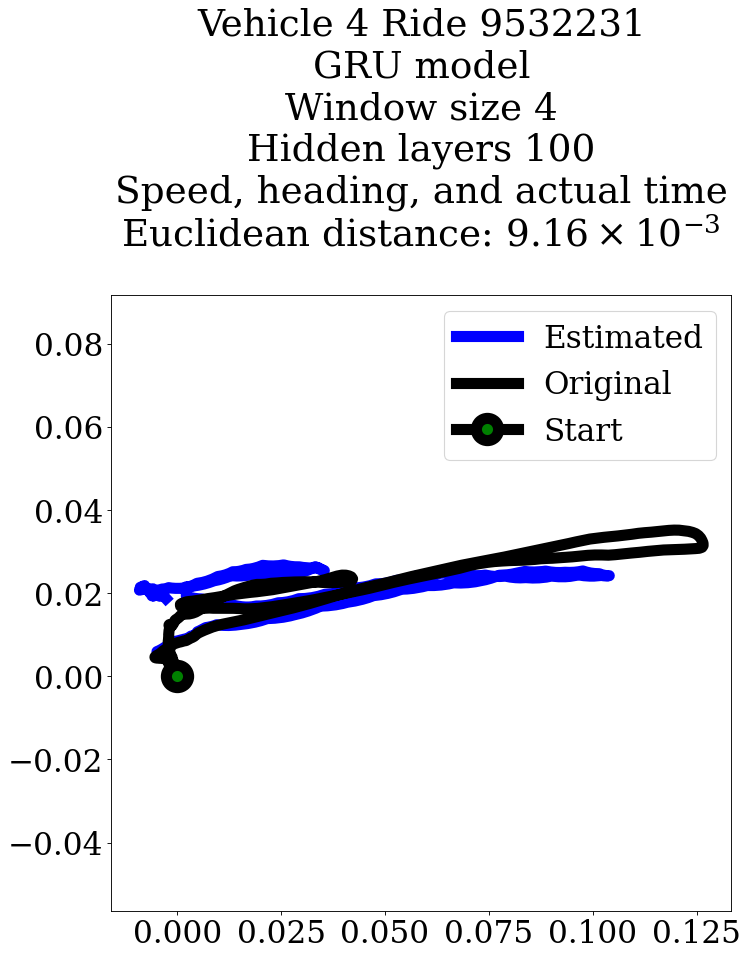 Vehicle 4 Ride 9532231
GRU model
Window size 4
Hidden layers 100
Speed, heading, and actual time
Euclidean distance: 9.16 × 10⁻³
Estimated
Original
Start
0.08
0.06
0.04
0.02
0.00
−0.02
−0.04
0.000 0.025 0.050 0.075 0.100 0.125